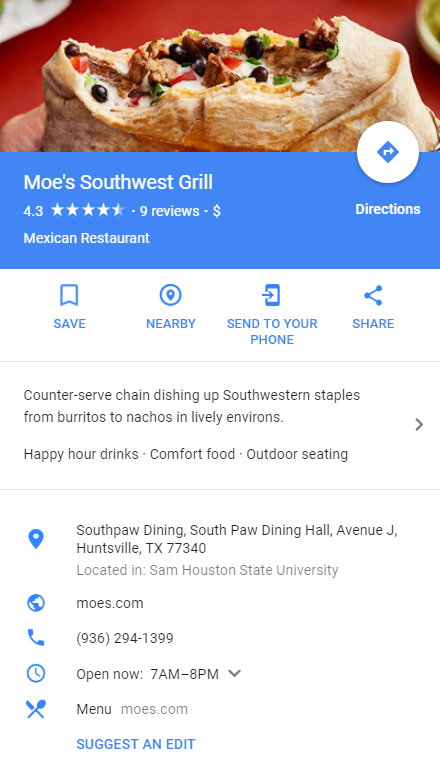 Moe's Southwest Grill
4.3 ★★★★★ · 9 reviews · $
Directions
Mexican Restaurant
SAVE
NEARBY
SEND TO YOUR
PHONE
SHARE
Counter-serve chain dishing up Southwestern staples
from burritos to nachos in lively environs.
Happy hour drinks · Comfort food · Outdoor seating
Southpaw Dining, South Paw Dining Hall, Avenue J,
Huntsville, TX 77340
Located in: Sam Houston State University
moes.com
(936) 294-1399
Open now: 7AM–8PM
Menu moes.com
SUGGEST AN EDIT